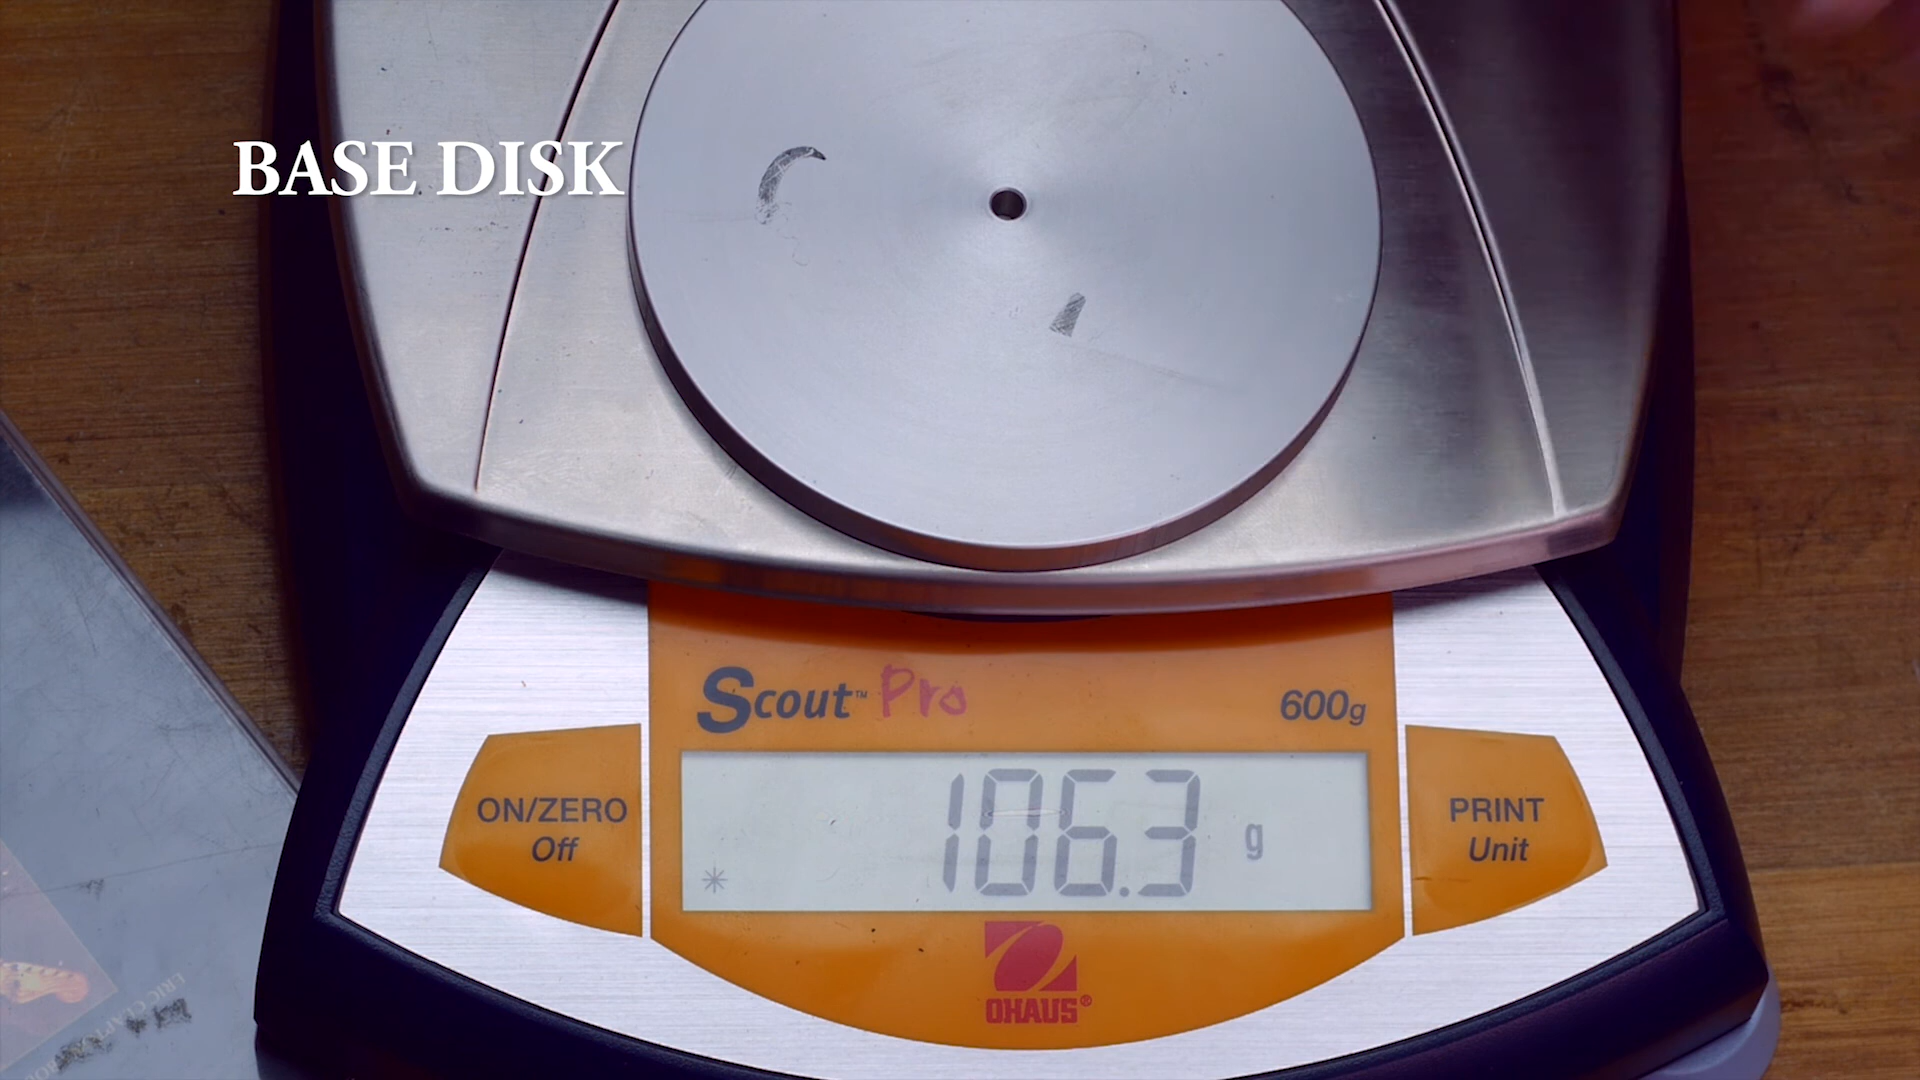 BASE DISK
Scout™ Pro
600g
ON/ZERO
Off
106.3 g
PRINT
Unit
OHAUS®